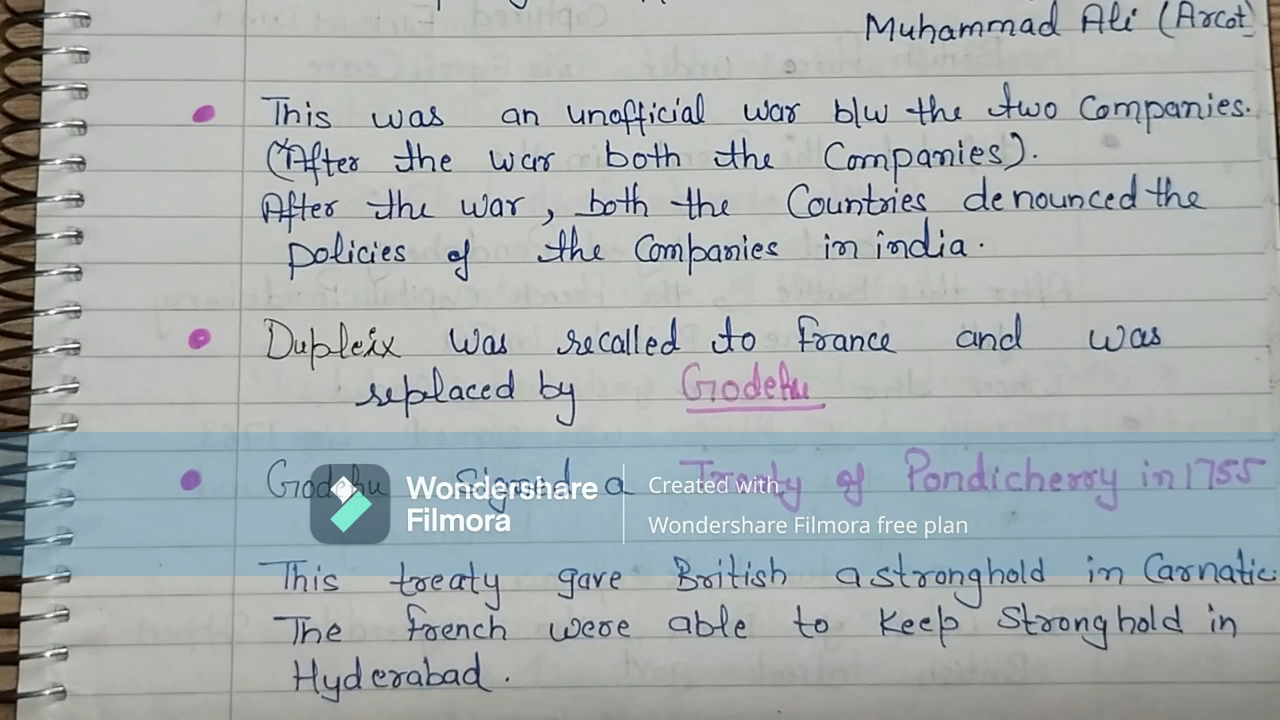 Muhammad Ali (Arcot
This was an unofficial war b/w the two Companies.
(*After the war both the Companies).
After the war, both the Countries denounced the
policies of the Companies in india.
Dupleix was recalled to france and was
replaced by Godehu
Godehu Signed a Treaty of Pondicherry in 1755
Wondershare Filmora
Created with
Wondershare Filmora free plan
This treaty gave British a stronghold in Carnatic.
The french were able to Keep Stronghold in
Hyderabad.